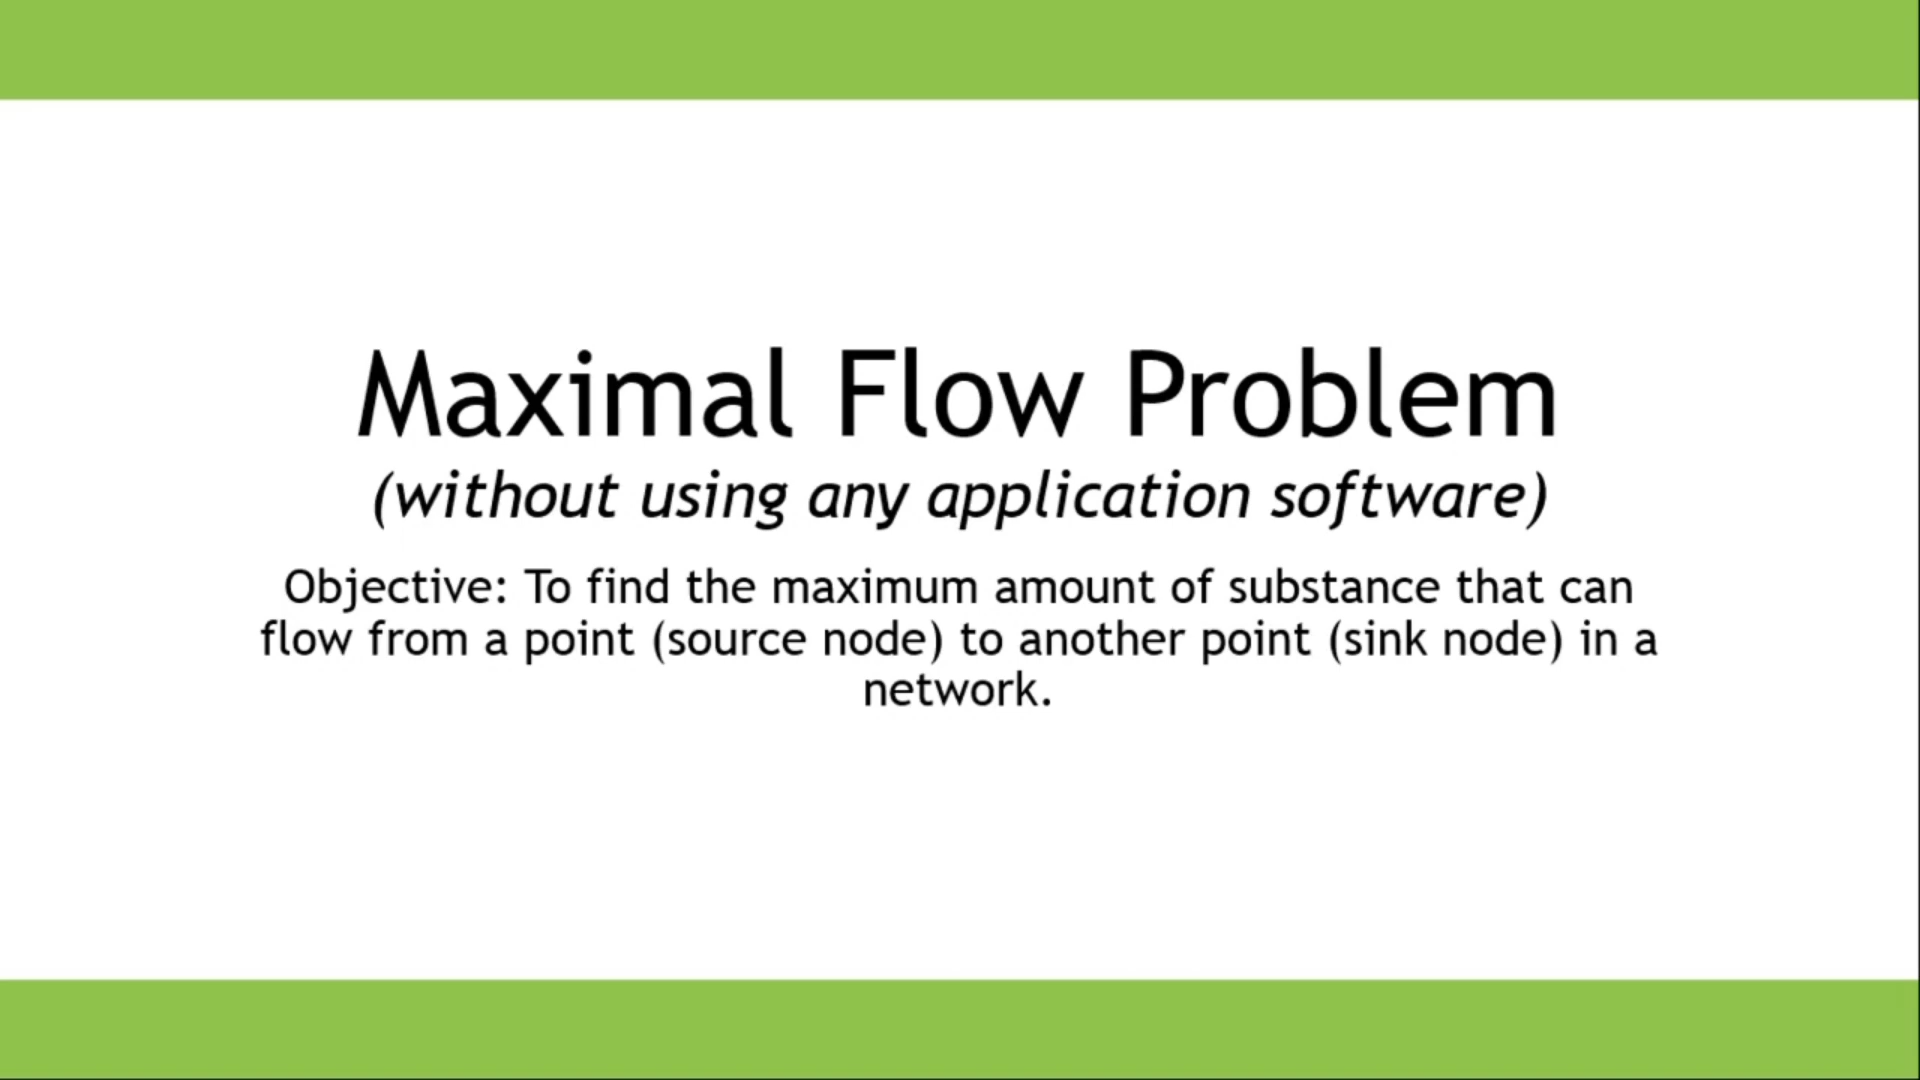 Maximal Flow Problem
(without using any application software)
Objective: To find the maximum amount of substance that can
flow from a point (source node) to another point (sink node) in a
network.